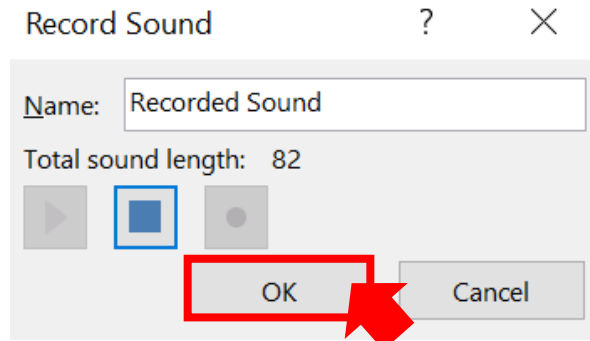 Record Sound ? ×
Name: Recorded Sound
Total sound length: 82
OK Cancel